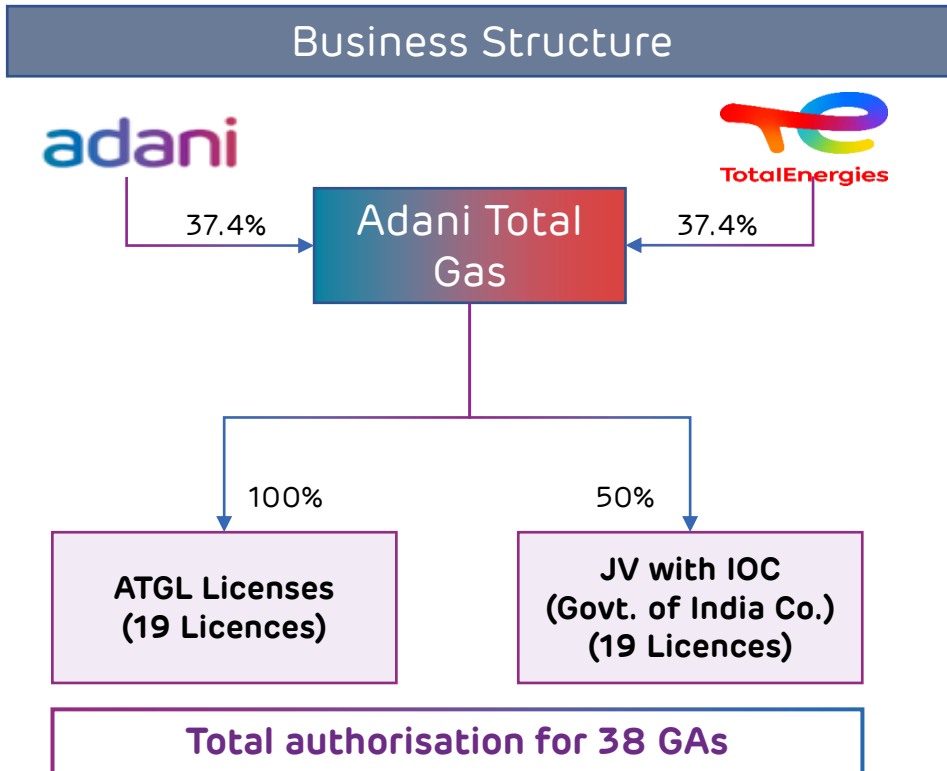 Business Structure
adani
TotalEnergies
37.4%
Adani Total
Gas
37.4%
100%
50%
ATGL Licenses
(19 Licences)
JV with IOC
(Govt. of India Co.)
(19 Licences)
Total authorisation for 38 GAs